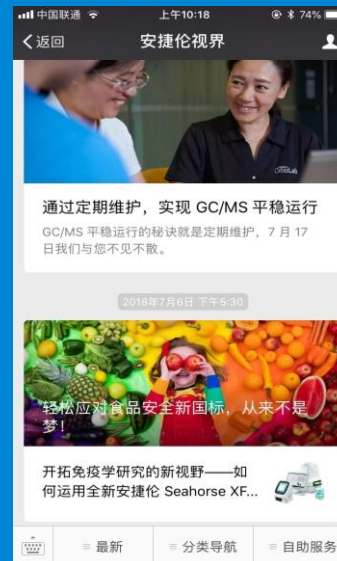 中国联通
上午10:18
74%
返回
安捷伦视界
通过定期维护，实现 GC/MS 平稳运行
GC/MS 平稳运行的秘诀就是定期维护，7 月 17
日我们与您不见不散。
2018年7月6日 下午5:30
轻松应对食品安全新国标，从来不是
梦！
开拓免疫学研究的新视野——如
何运用全新安捷伦 Seahorse XF...
最新
分类导航
自助服务